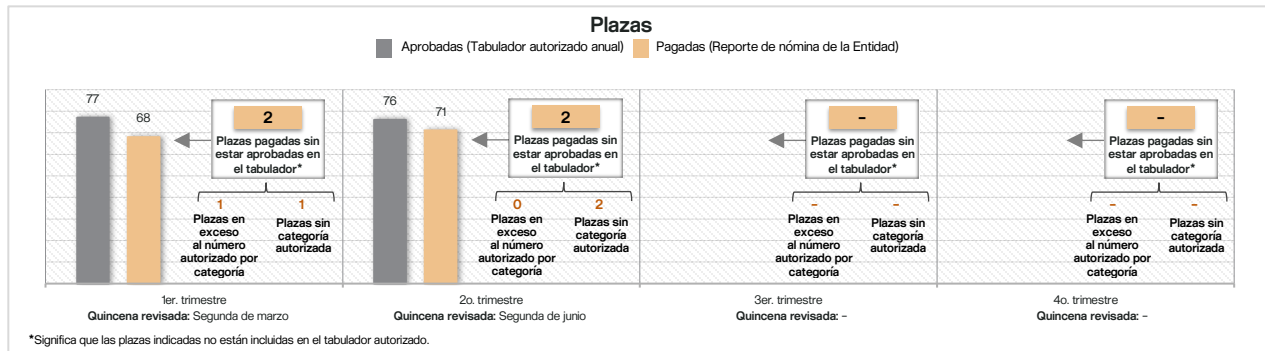 Plazas
Aprobadas (Tabulador autorizado anual) Pagadas (Reporte de nómina de la Entidad)
77
68
2
Plazas pagadas sin
estar aprobadas en
el tabulador*
1
Plazas en
exceso
al número
autorizado por
categoría
1
Plazas sin
categoría
autorizada
1er. trimestre
Quincena revisada: Segunda de marzo
76
71
2
Plazas pagadas sin
estar aprobadas en
el tabulador*
0
Plazas en
exceso
al número
autorizado por
categoría
2
Plazas sin
categoría
autorizada
2o. trimestre
Quincena revisada: Segunda de junio
-
Plazas pagadas sin
estar aprobadas en
el tabulador*
-
Plazas en
exceso
al número
autorizado por
categoría
-
Plazas sin
categoría
autorizada
3er. trimestre
Quincena revisada: -
-
Plazas pagadas sin
estar aprobadas en
el tabulador*
-
Plazas en
exceso
al número
autorizado por
categoría
-
Plazas sin
categoría
autorizada
4o. trimestre
Quincena revisada: -
*Significa que las plazas indicadas no están incluidas en el tabulador autorizado.